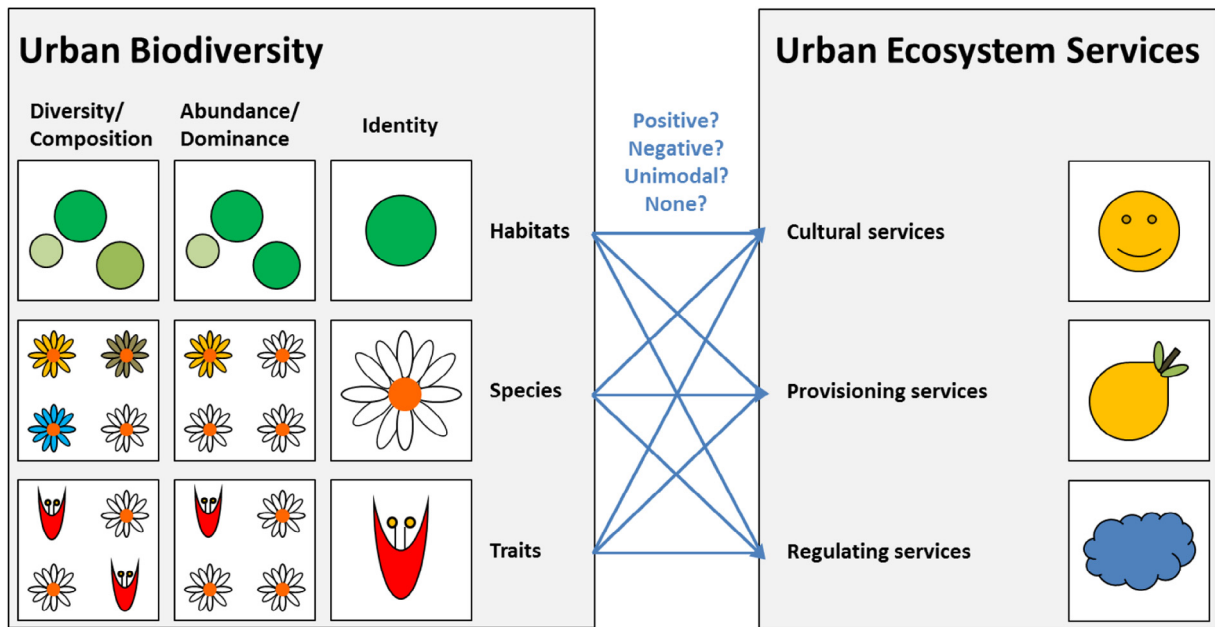 Urban Biodiversity
Diversity/
Composition
Abundance/
Dominance
Identity
Habitats
Species
Traits
Positive?
Negative?
Unimodal?
None?
Urban Ecosystem Services
Cultural services
Provisioning services
Regulating services